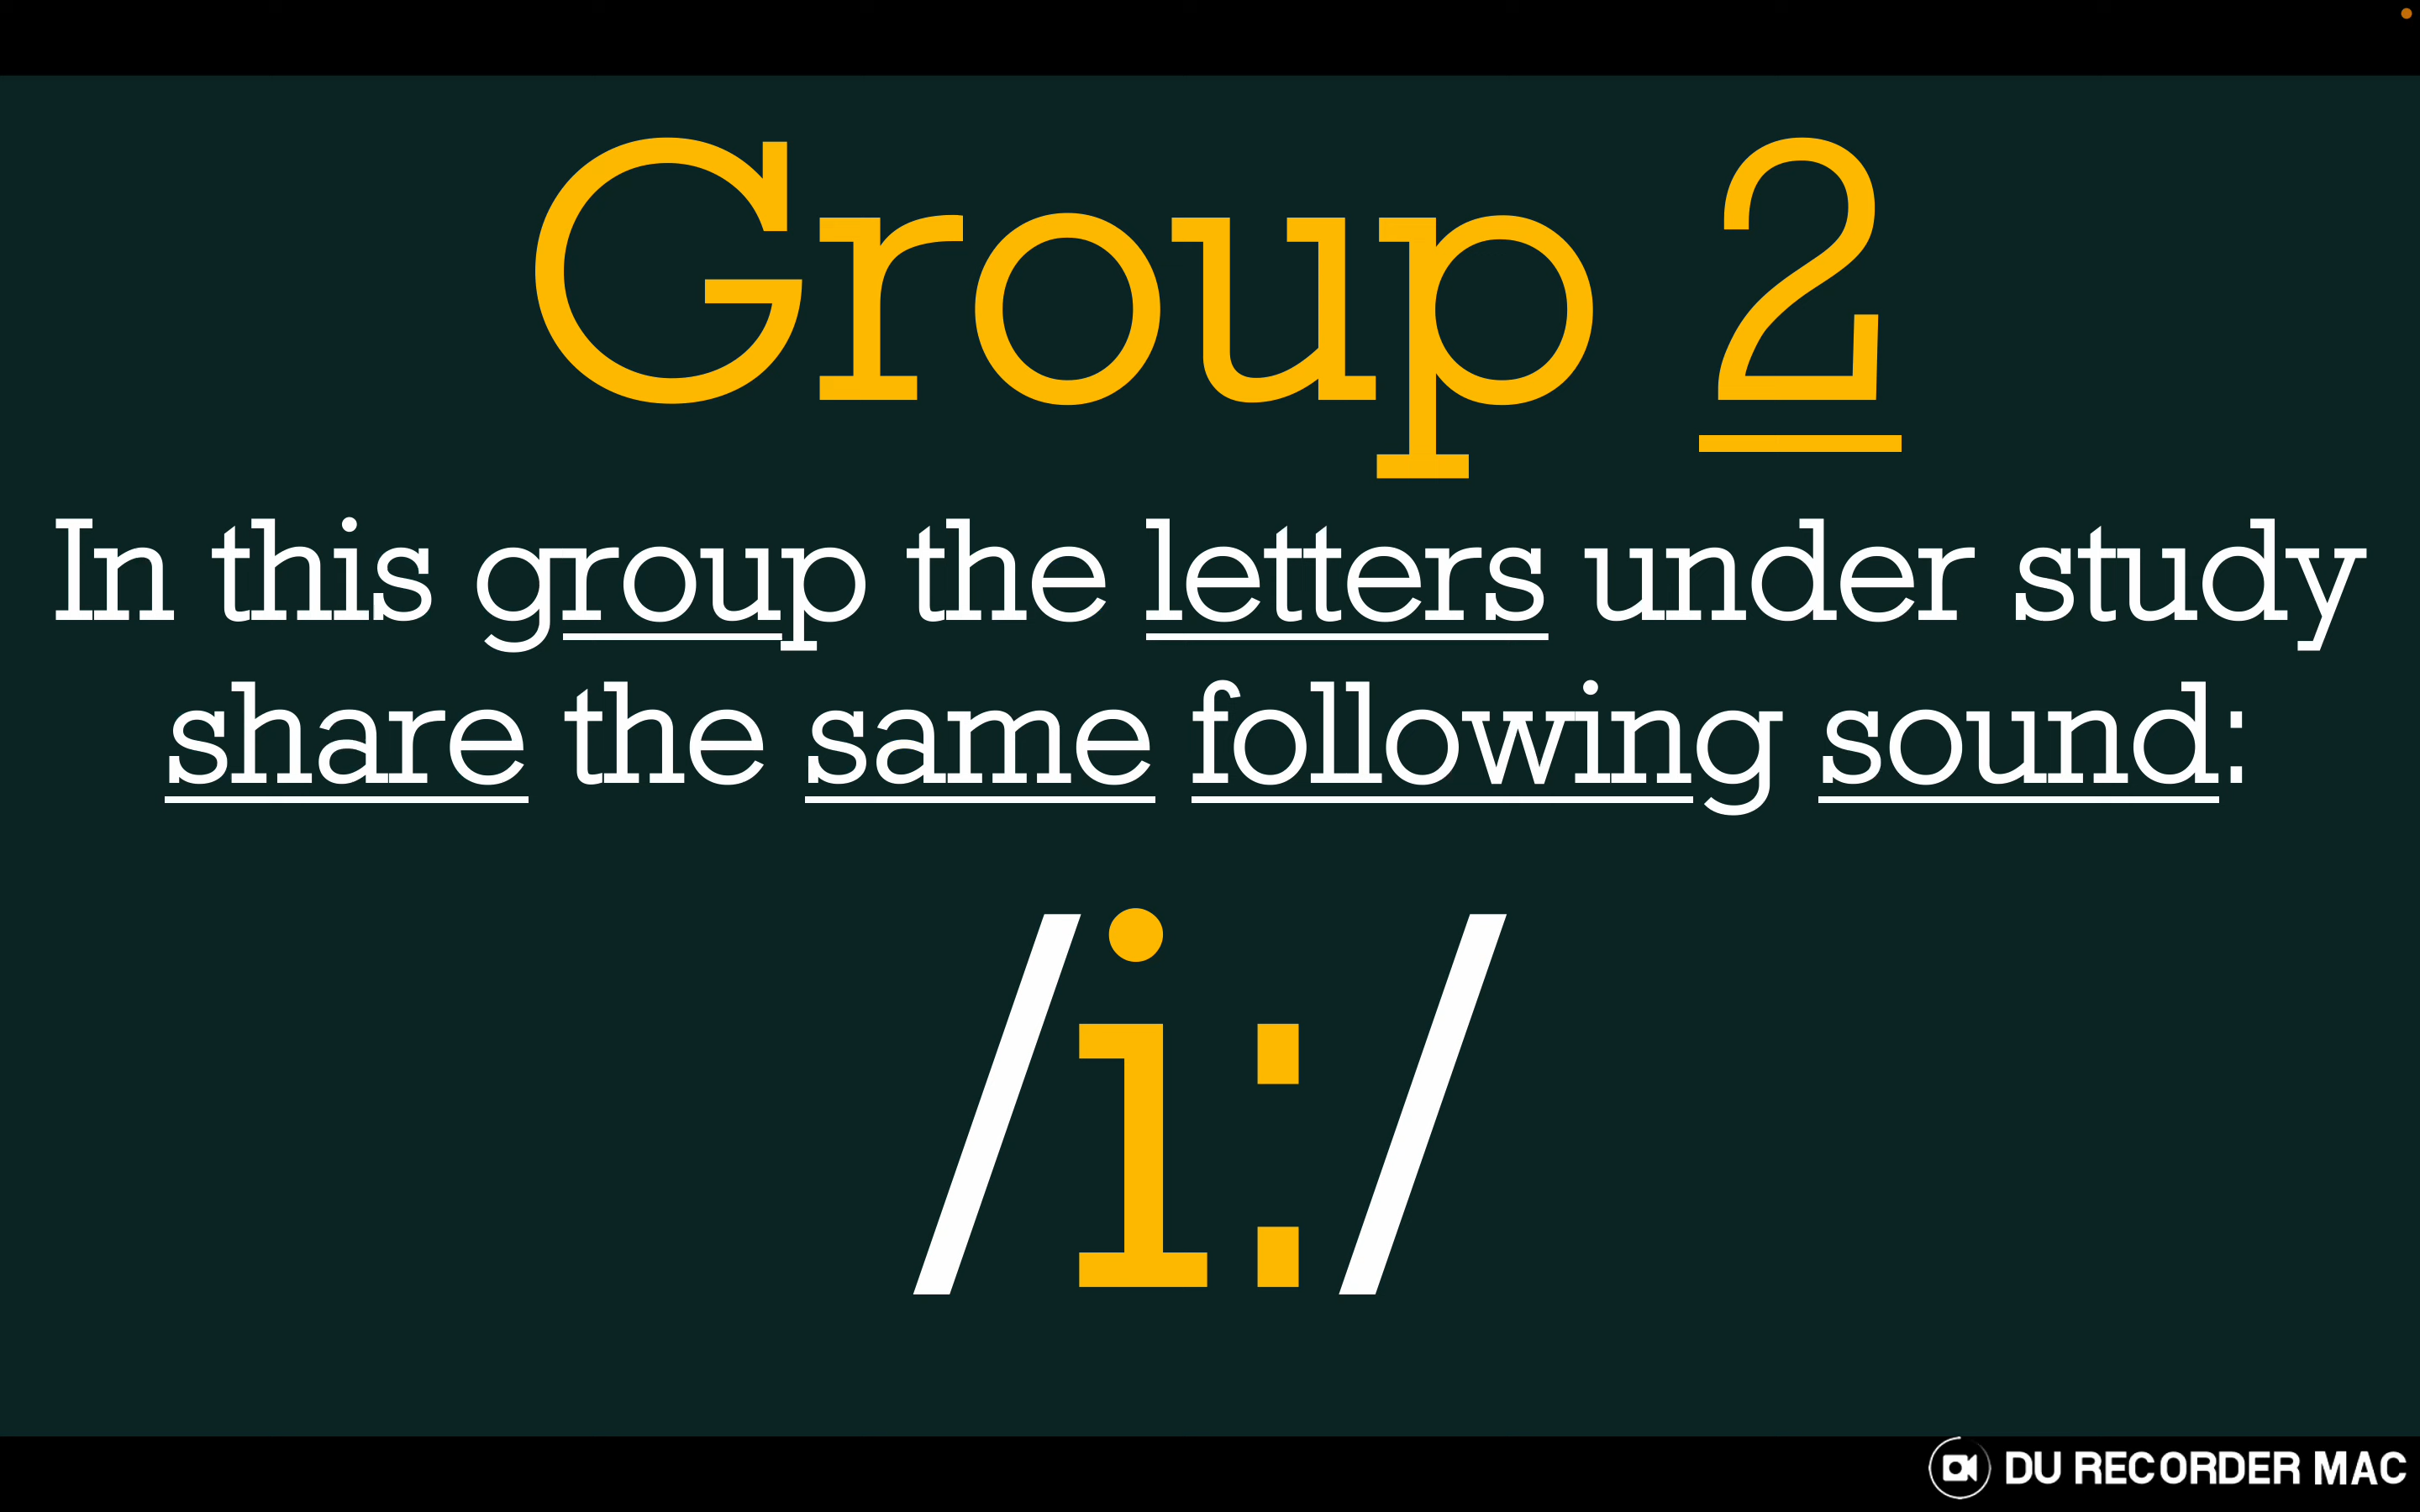 Group 2
In this group the letters under study
share the same following sound:
/i:/
DU RECORDER MAC